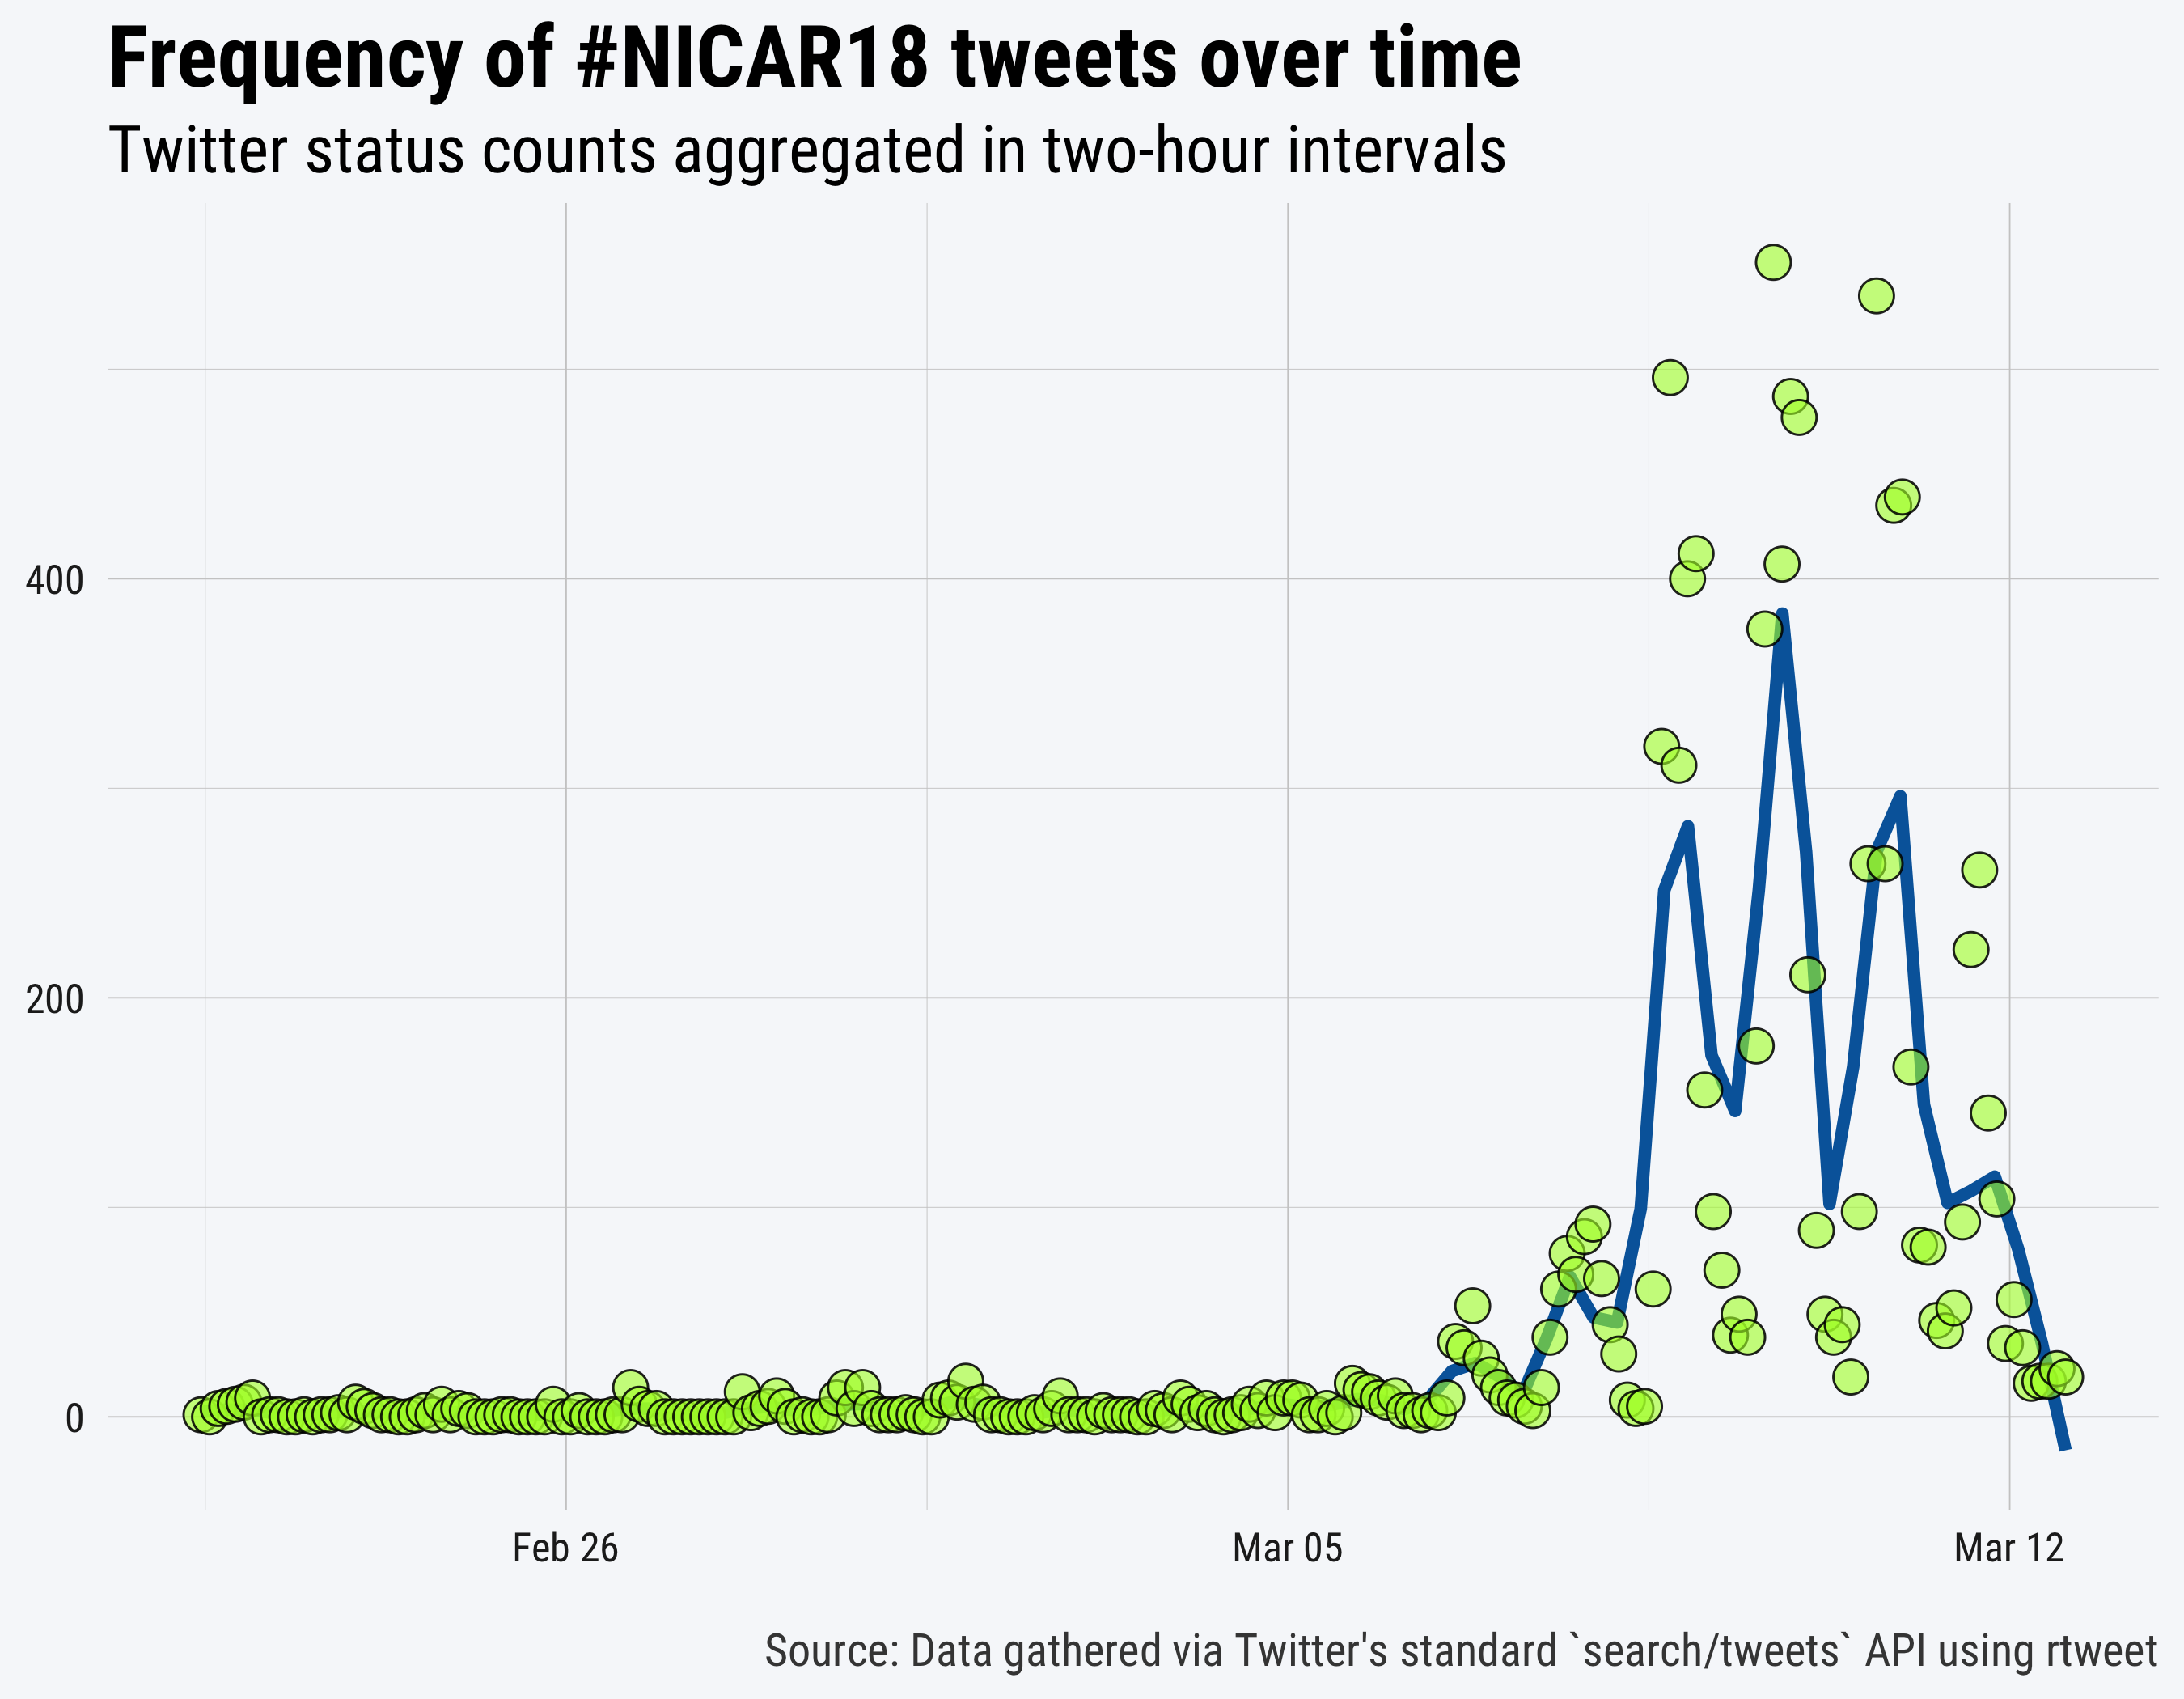 Frequency of #NICAR18 tweets over time
Twitter status counts aggregated in two-hour intervals
400
200
0
Feb 26
Mar 05
Mar 12
Source: Data gathered via Twitter's standard `search/tweets` API using rtweet